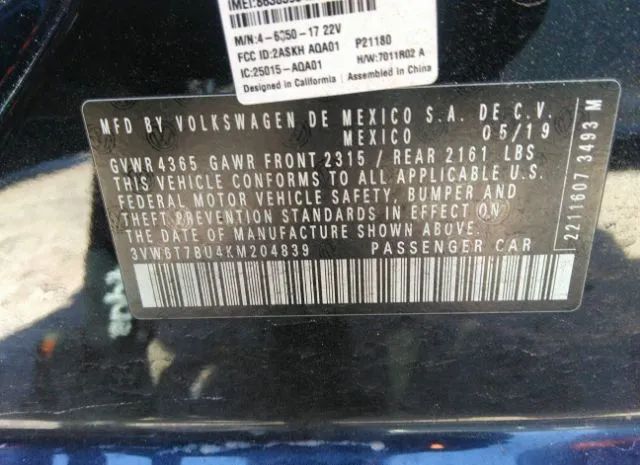 M/N:4-6350-17 22V
FCC ID:2ASKH AQA01 P21180
IC:25015-AQA01 H/W:7011R02 A
Designed in California Assembled in China
MFD BY VOLKSWAGEN DE MEXICO S.A. DE C.V.
MEXICO 05/19
GVWR4365 GAWR FRONT 2315 / REAR 2161 LBS
THIS VEHICLE CONFORMS TO ALL APPLICABLE U.S.
FEDERAL MOTOR VEHICLE SAFETY, BUMPER AND
THEFT PREVENTION STANDARDS IN EFFECT ON
THE DATE OF MANUFACTURE SHOWN ABOVE
3VW6T7BU4KM204839 PASSENGER CAR
2211607 3493 M